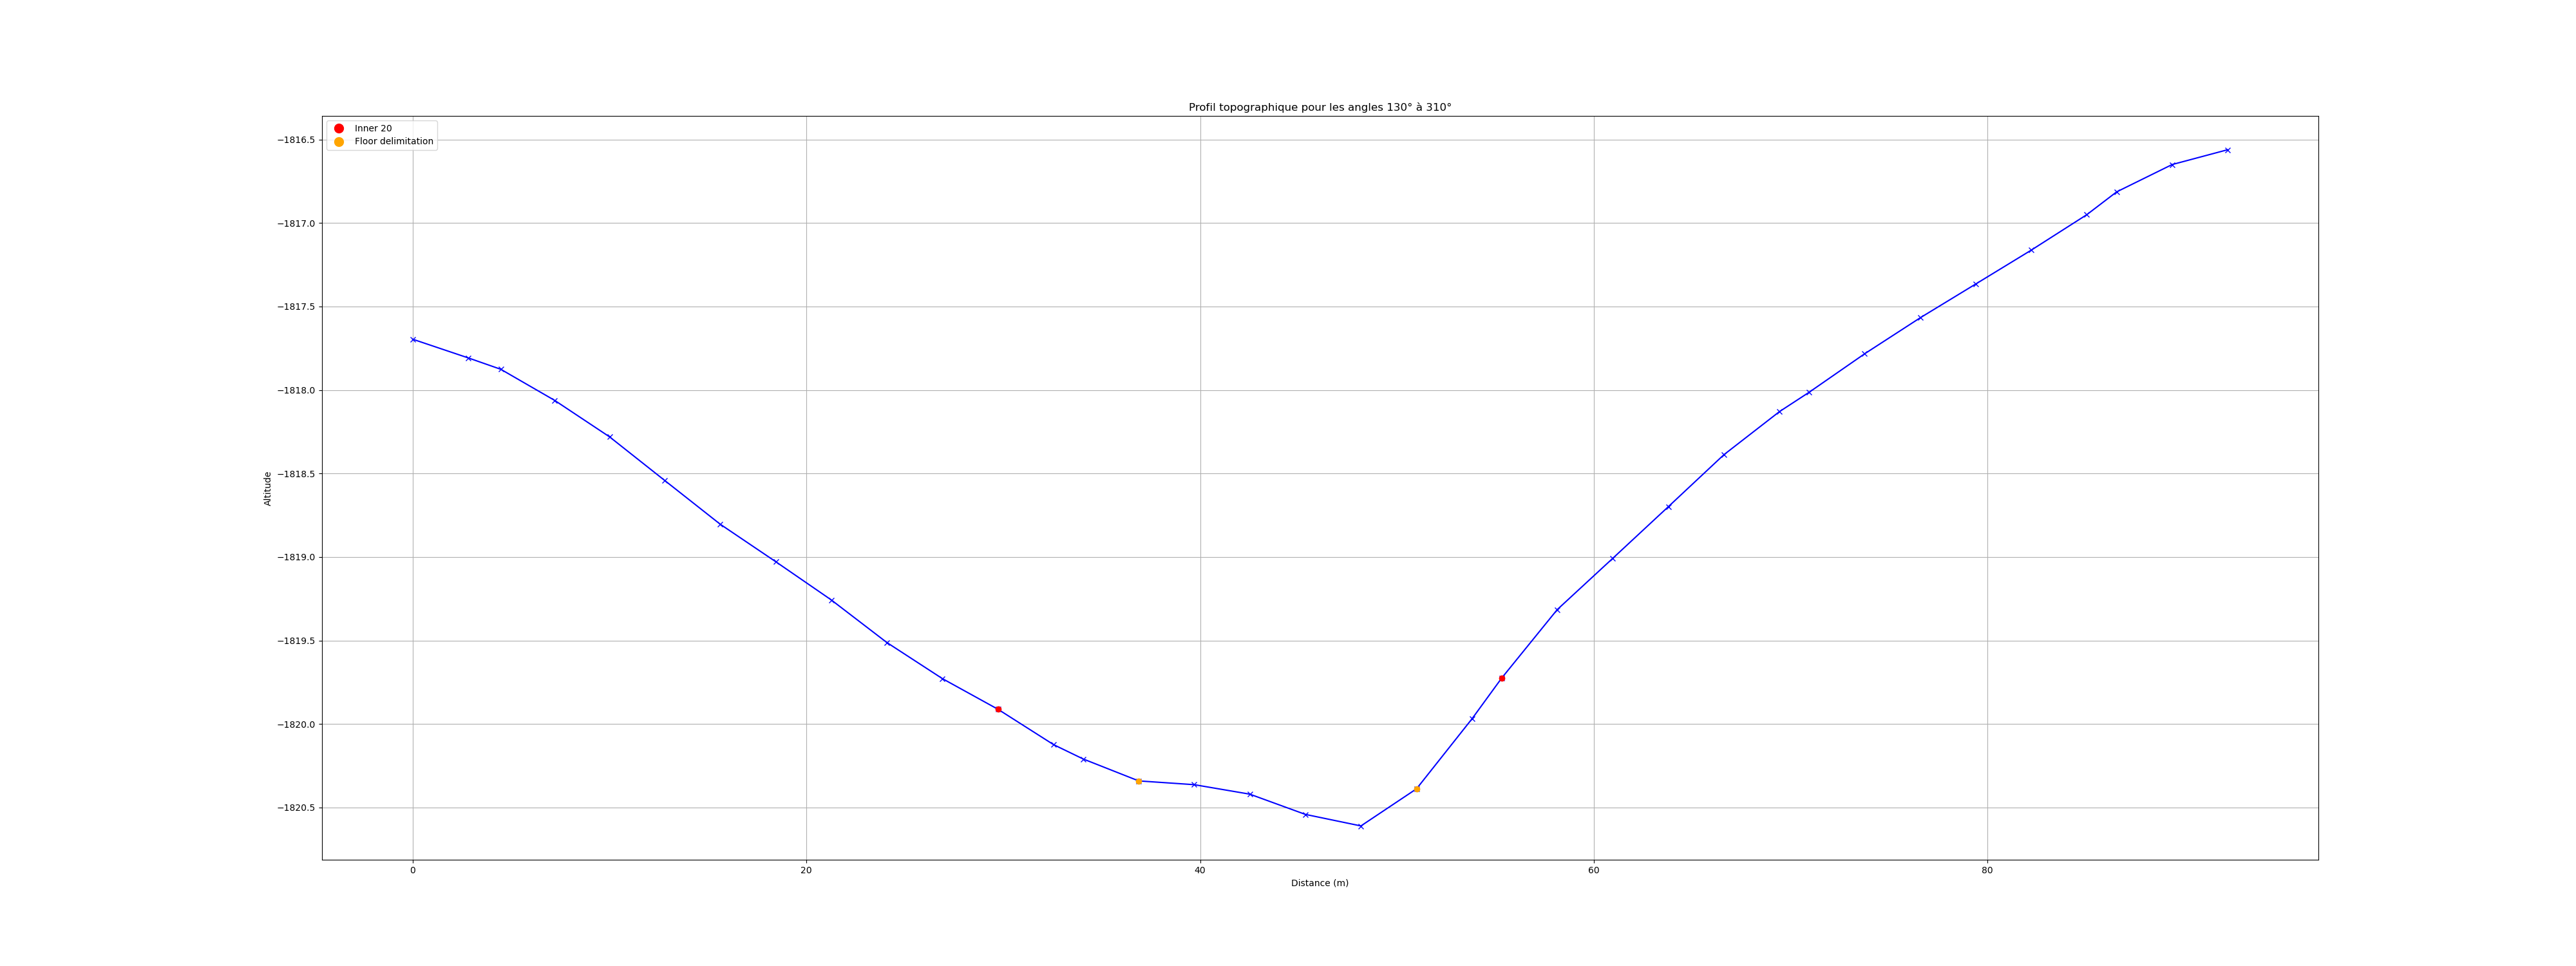 Profil topographique pour les angles 130° à 310°
Inner 20
Floor delimitation
−1816.5
−1817.0
−1817.5
−1818.0
−1818.5
−1819.0
−1819.5
−1820.0
−1820.5
Altitude
0 20 40 60 80
Distance (m)